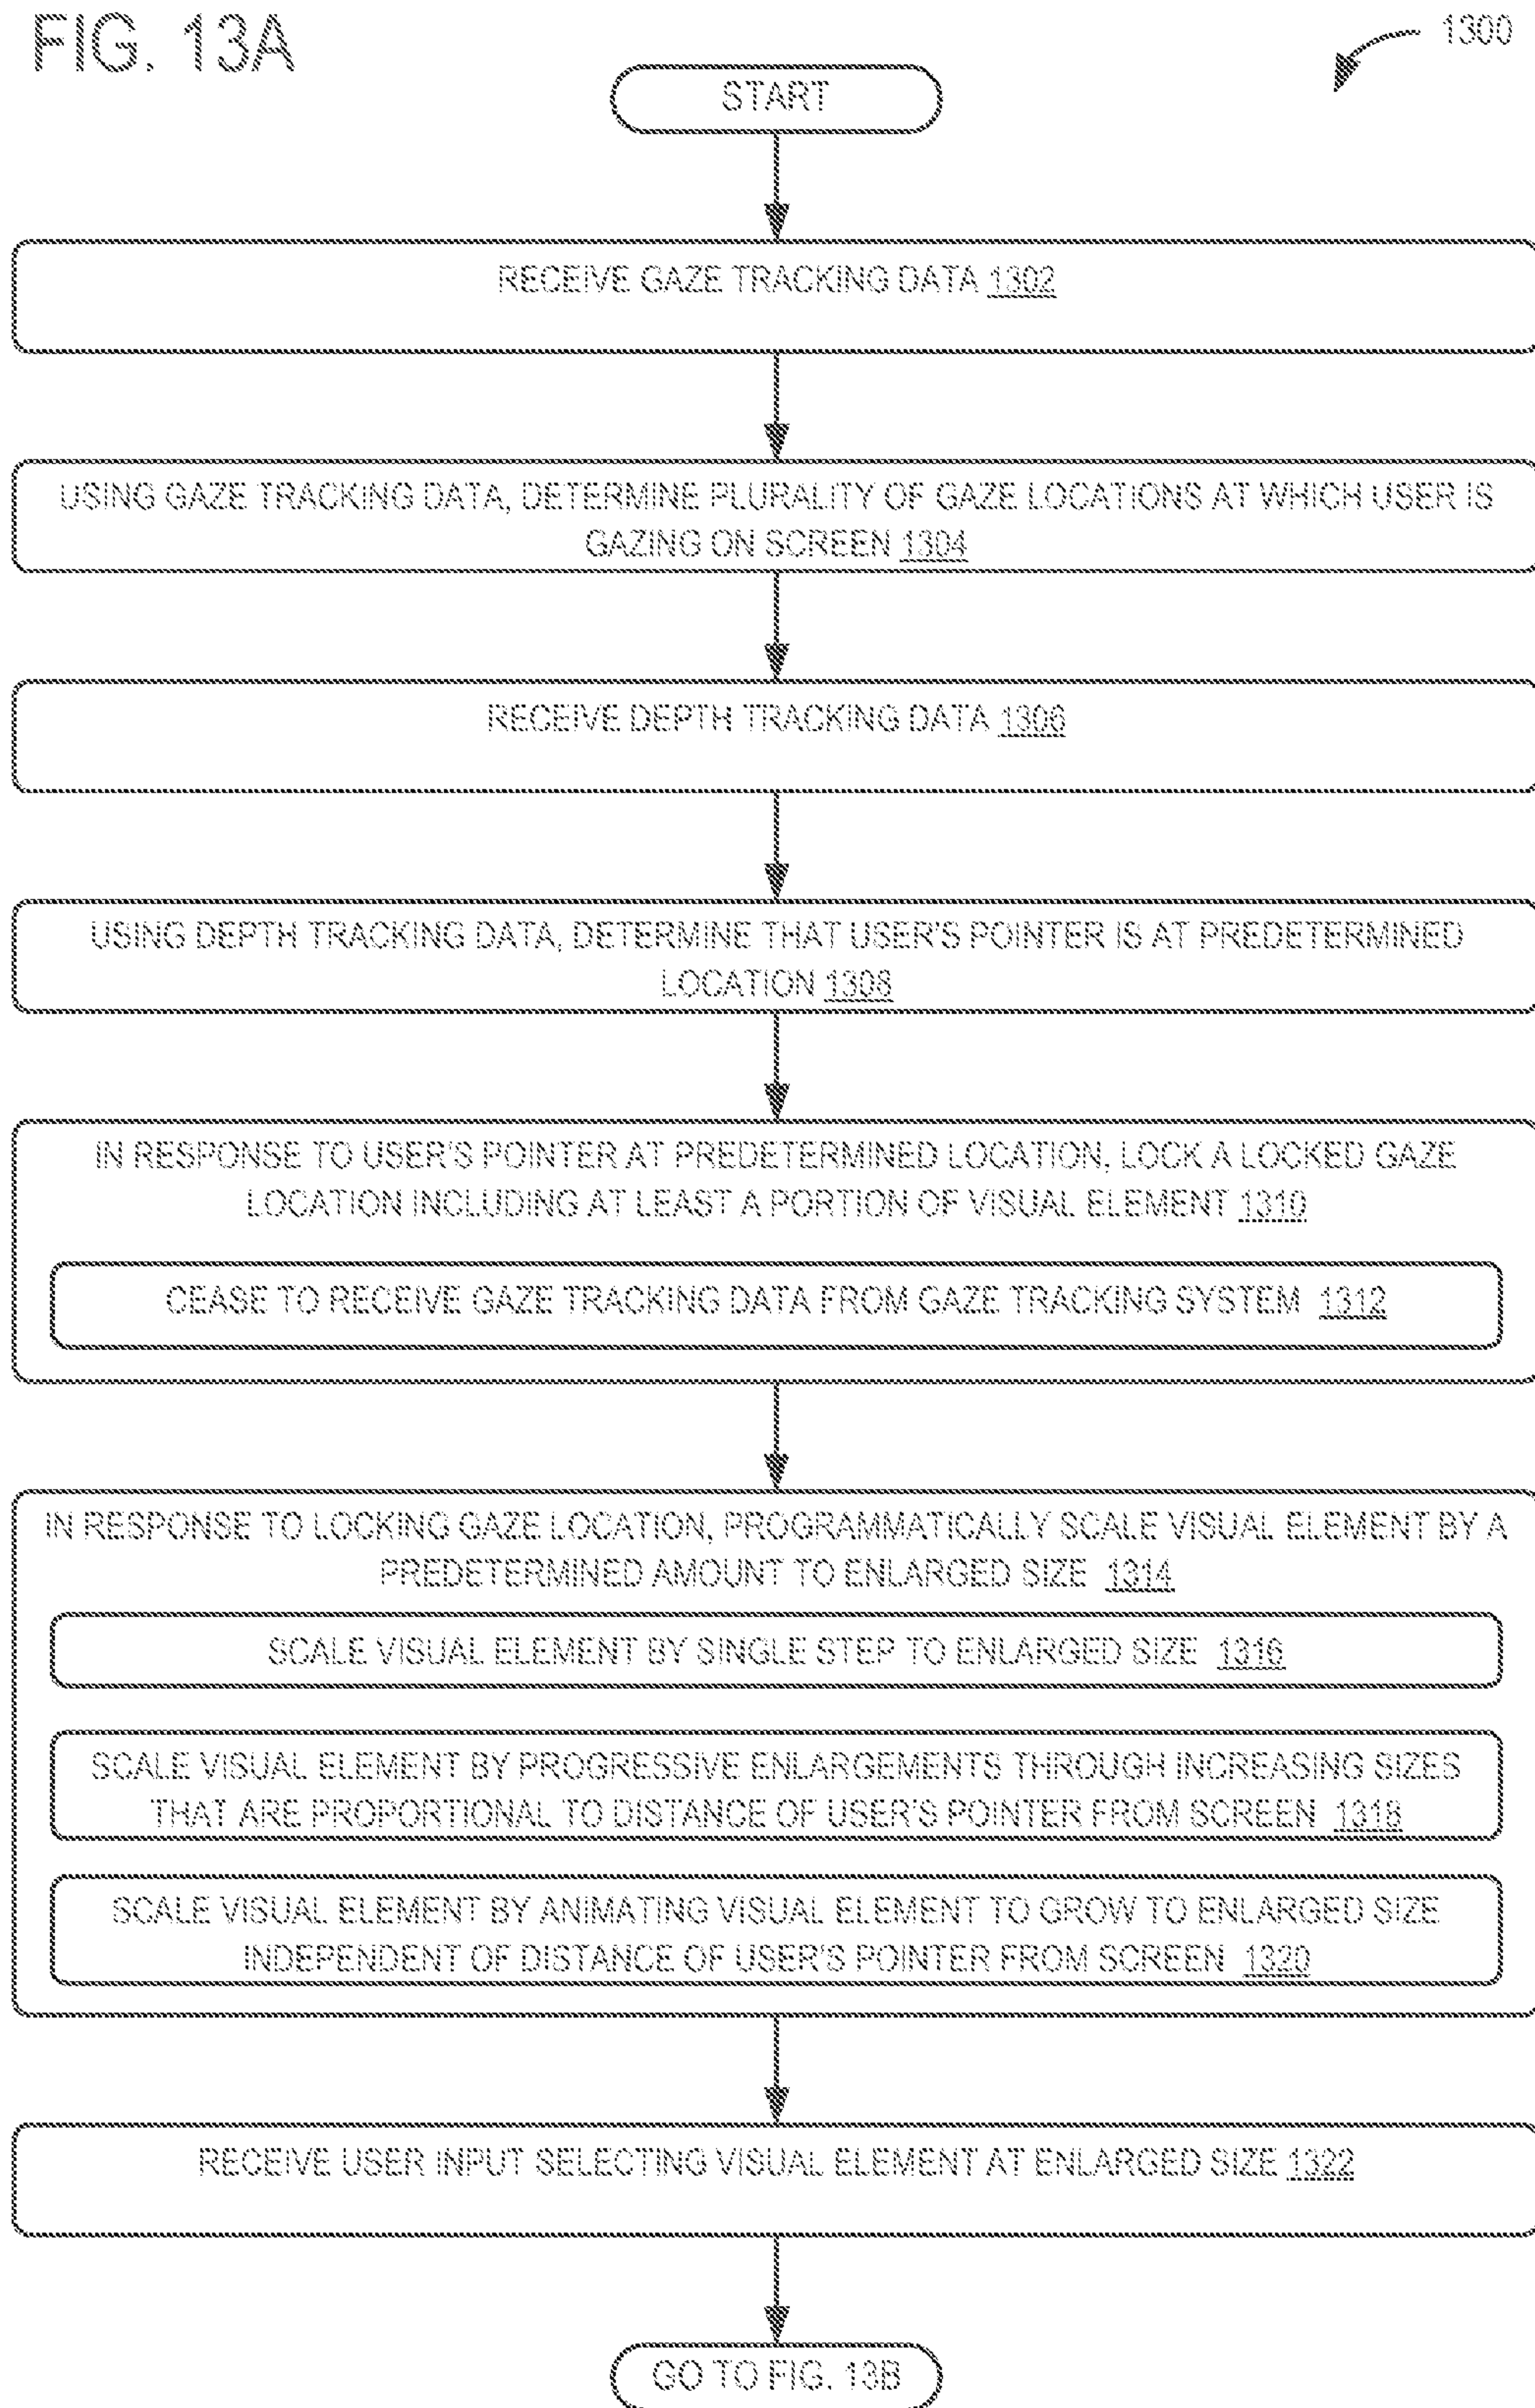 FIG. 13A
1300
START
RECEIVE GAZE TRACKING DATA 1302
USING GAZE TRACKING DATA, DETERMINE PLURALITY OF GAZE LOCATIONS AT WHICH USER IS
GAZING ON SCREEN 1304
RECEIVE DEPTH TRACKING DATA 1306
USING DEPTH TRACKING DATA, DETERMINE THAT USER'S POINTER IS AT PREDETERMINED
LOCATION 1308
IN RESPONSE TO USER'S POINTER AT PREDETERMINED LOCATION, LOCK A LOCKED GAZE
LOCATION INCLUDING AT LEAST A PORTION OF VISUAL ELEMENT 1310
CEASE TO RECEIVE GAZE TRACKING DATA FROM GAZE TRACKING SYSTEM 1312
IN RESPONSE TO LOCKING GAZE LOCATION, PROGRAMMATICALLY SCALE VISUAL ELEMENT BY A
PREDETERMINED AMOUNT TO ENLARGED SIZE 1314
SCALE VISUAL ELEMENT BY SINGLE STEP TO ENLARGED SIZE 1316
SCALE VISUAL ELEMENT BY PROGRESSIVE ENLARGEMENTS THROUGH INCREASING SIZES
THAT ARE PROPORTIONAL TO DISTANCE OF USER'S POINTER FROM SCREEN 1318
SCALE VISUAL ELEMENT BY ANIMATING VISUAL ELEMENT TO GROW TO ENLARGED SIZE
INDEPENDENT OF DISTANCE OF USER'S POINTER FROM SCREEN 1320
RECEIVE USER INPUT SELECTING VISUAL ELEMENT AT ENLARGED SIZE 1322
GO TO FIG. 13B